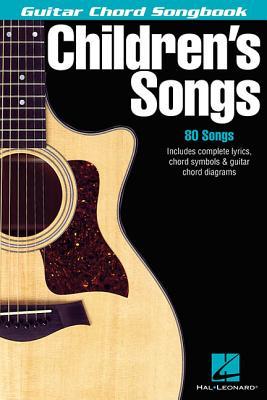 Guitar Chord Songbook
Children's
Songs
80 Songs
Includes complete lyrics,
chord symbols & guitar
chord diagrams
HAL•LEONARD®